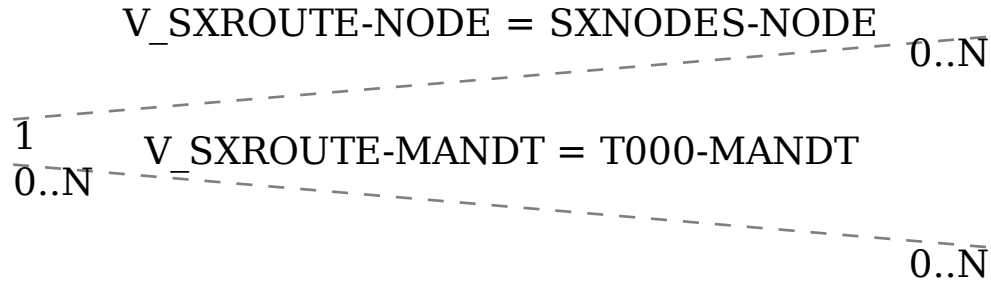 V_SXROUTE-NODE = SXNODES-NODE
0..N
1
V_SXROUTE-MANDT = T000-MANDT
0..N
0..N